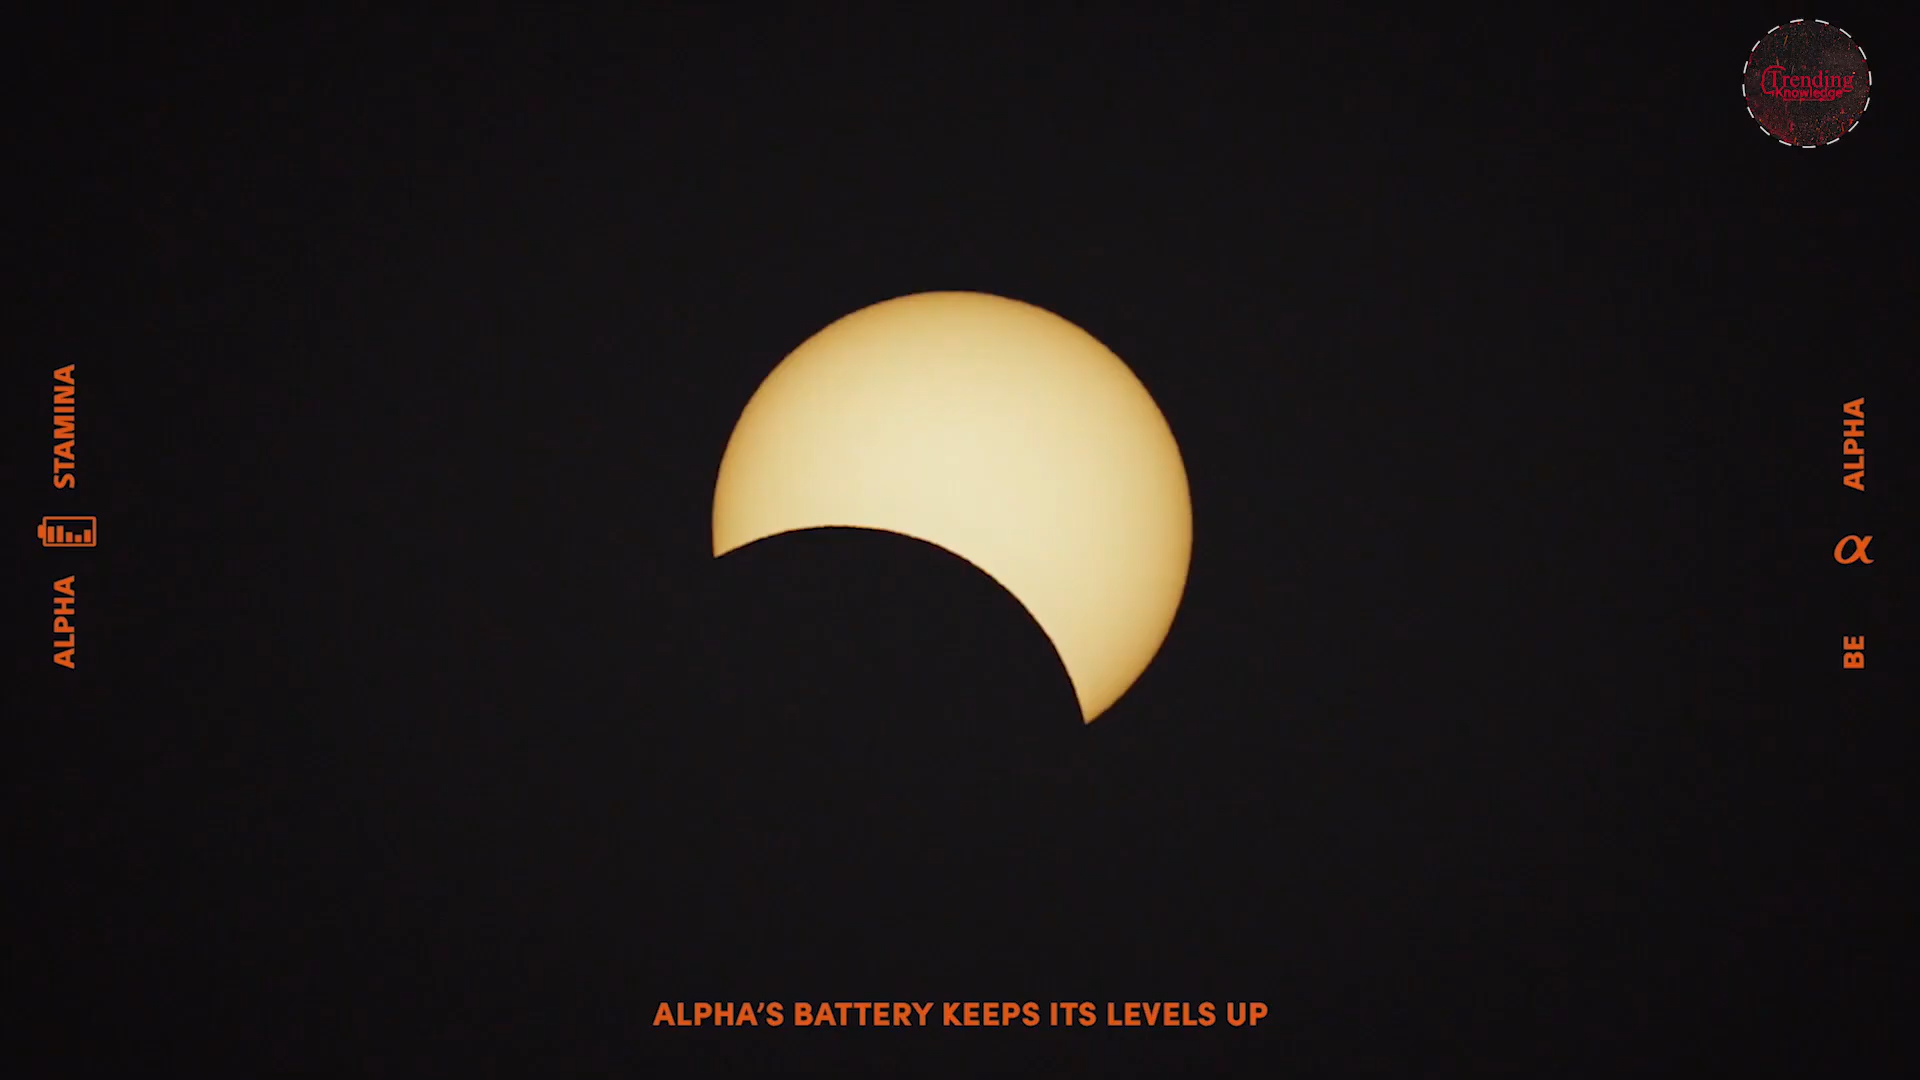 Trending
Knowledge
ALPHA STAMINA
BE α ALPHA
ALPHA’S BATTERY KEEPS ITS LEVELS UP